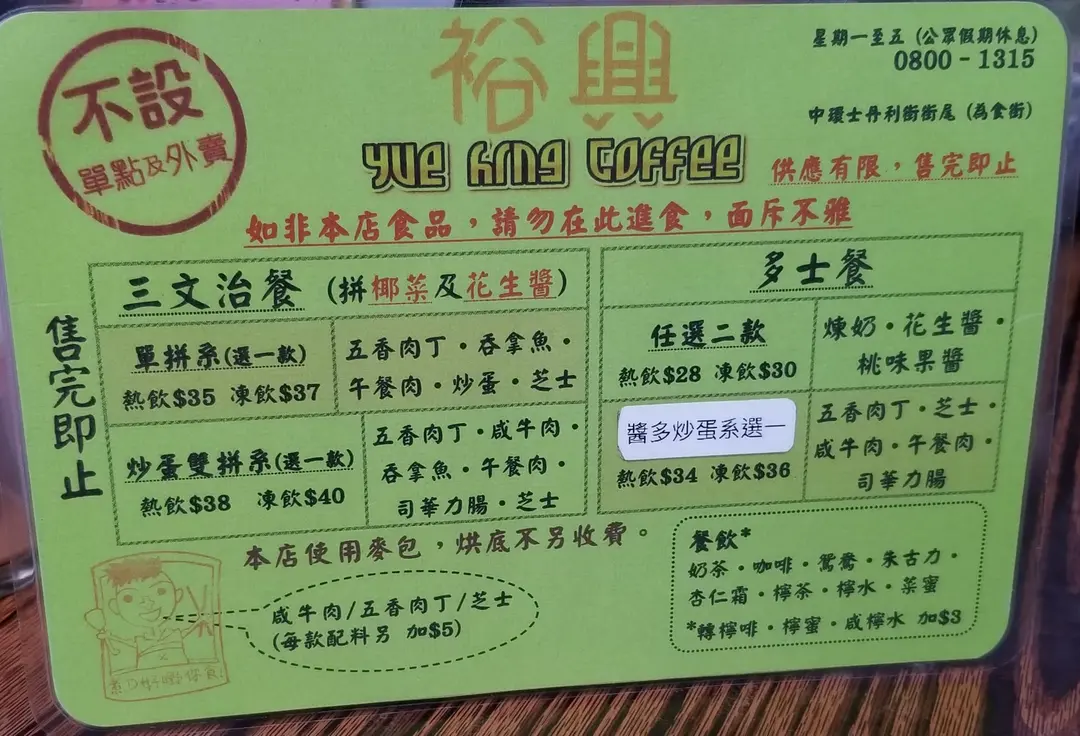 不設
單點及外賣
裕興
YUE HING COFFEE
星期一至五 (公眾假期休息)
0800 - 1315
中環士丹利街街尾 (為食街)
供應有限，售完即止
如非本店食品，請勿在此進食，面斥不雅
售完即止
三文治餐 (拼椰菜及花生醬)
單拼系(選一款)
熱飲$35 凍飲$37
五香肉丁・吞拿魚・
午餐肉・炒蛋・芝士
炒蛋雙拼系(選一款)
熱飲$38 凍飲$40
五香肉丁・咸牛肉・
吞拿魚・午餐肉・
司華力腸・芝士
多士餐
任選二款
熱飲$28 凍飲$30
煉奶・花生醬・
桃味果醬
醬多炒蛋系選一
熱飲$34 凍飲$36
五香肉丁・芝士・
咸牛肉・午餐肉・
司華力腸
本店使用麥包，烘底不另收費。
咸牛肉/五香肉丁/芝士
(每款配料另 加$5)
餐飲*
奶茶・咖啡・鴛鴦・朱古力・
杏仁霜・檸茶・檸水・菜蜜
*轉檸啡・檸蜜・咸檸水 加$3